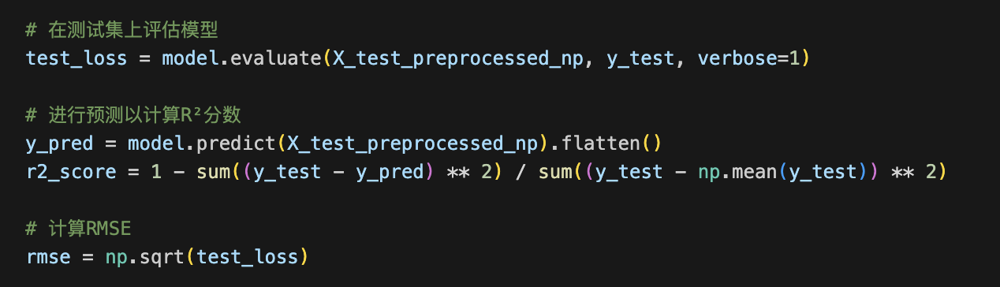 # 在测试集上评估模型
test_loss = model.evaluate(X_test_preprocessed_np, y_test, verbose=1)
# 进行预测以计算R²分数
y_pred = model.predict(X_test_preprocessed_np).flatten()
r2_score = 1 - sum((y_test - y_pred) ** 2) / sum((y_test - np.mean(y_test)) ** 2)
# 计算RMSE
rmse = np.sqrt(test_loss)